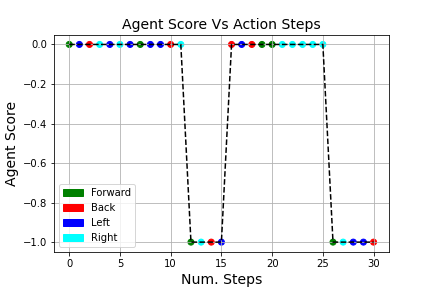 Agent Score Vs Action Steps
0.0
−0.2
−0.4
−0.6
−0.8
−1.0
Agent Score
Forward
Back
Left
Right
0 5 10 15 20 25 30
Num. Steps